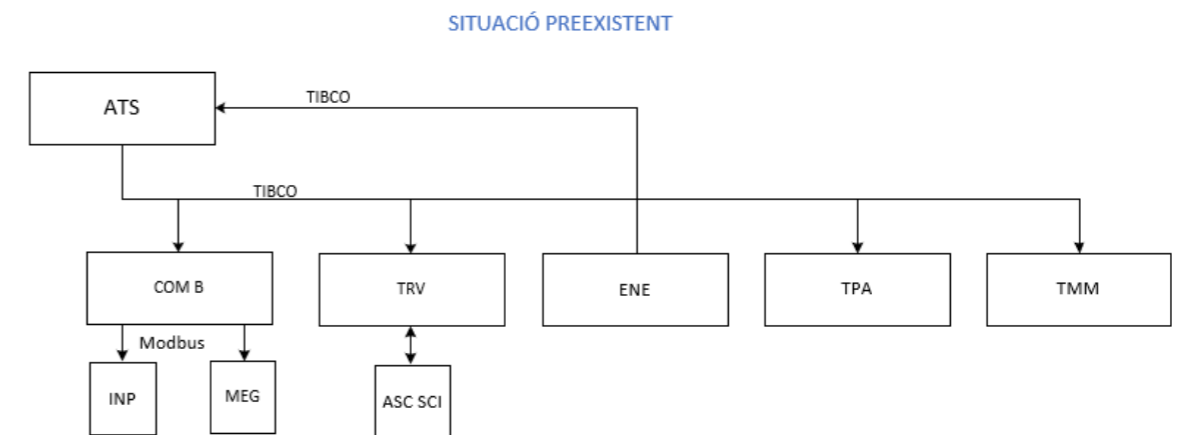 SITUACIÓ PREEXISTENT
ATS
TIBCO
TIBCO
COM B
TRV
ENE
TPA
TMM
Modbus
INP
MEG
ASC SCI